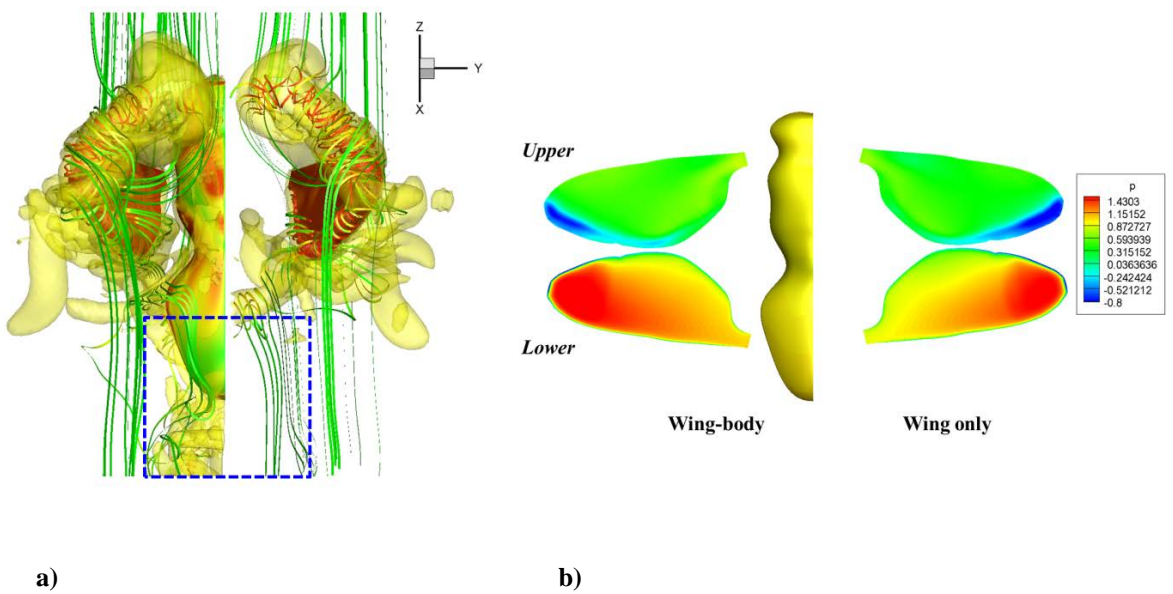 Z
Y
X
Upper
Lower
Wing-body
Wing only
p
1.4303
1.15152
0.872727
0.593939
0.315152
0.0363636
-0.242424
-0.521212
-0.8
a)
b)